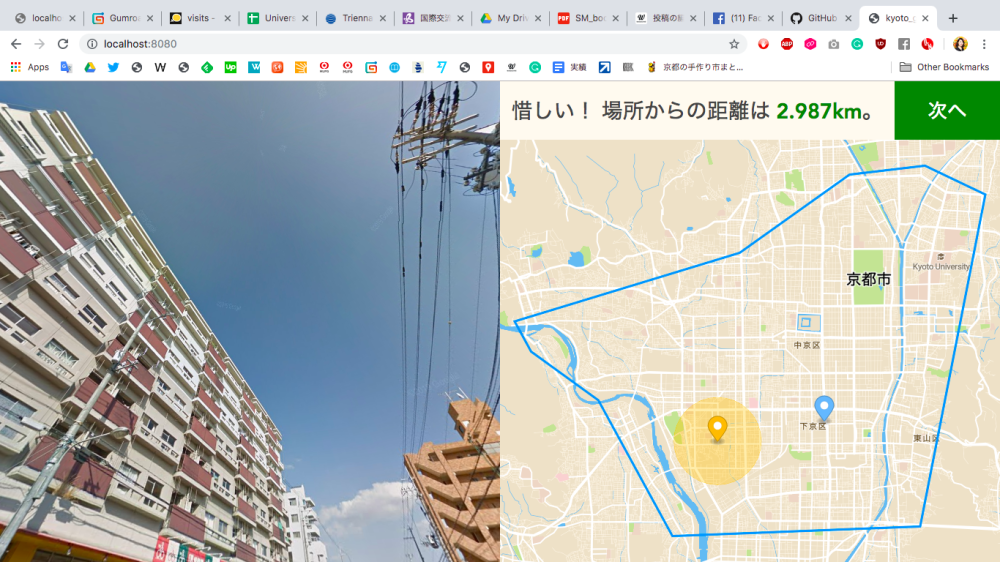 localho
Gumroa
visits -
Univers
Trienna
国際交流
My Driv
SM_boo
投稿の編
(11) Fac
GitHub
kyoto_g
localhost:8080
Apps
実績
京都の手作り市まと...
Other Bookmarks
惜しい！ 場所からの距離は 2.987km。
次へ
Kyoto University
京都市
中京区
下京区
東山区